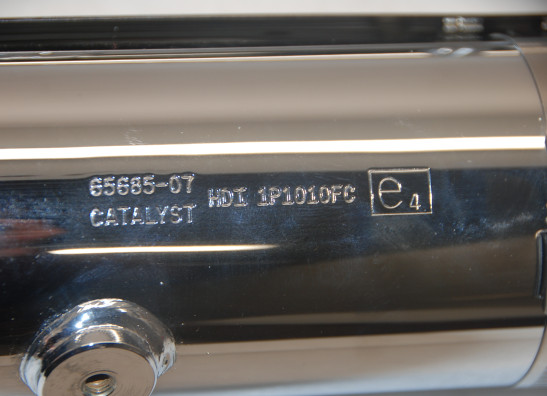 65685-07
CATALYST
HDI 1P1010FC
e4